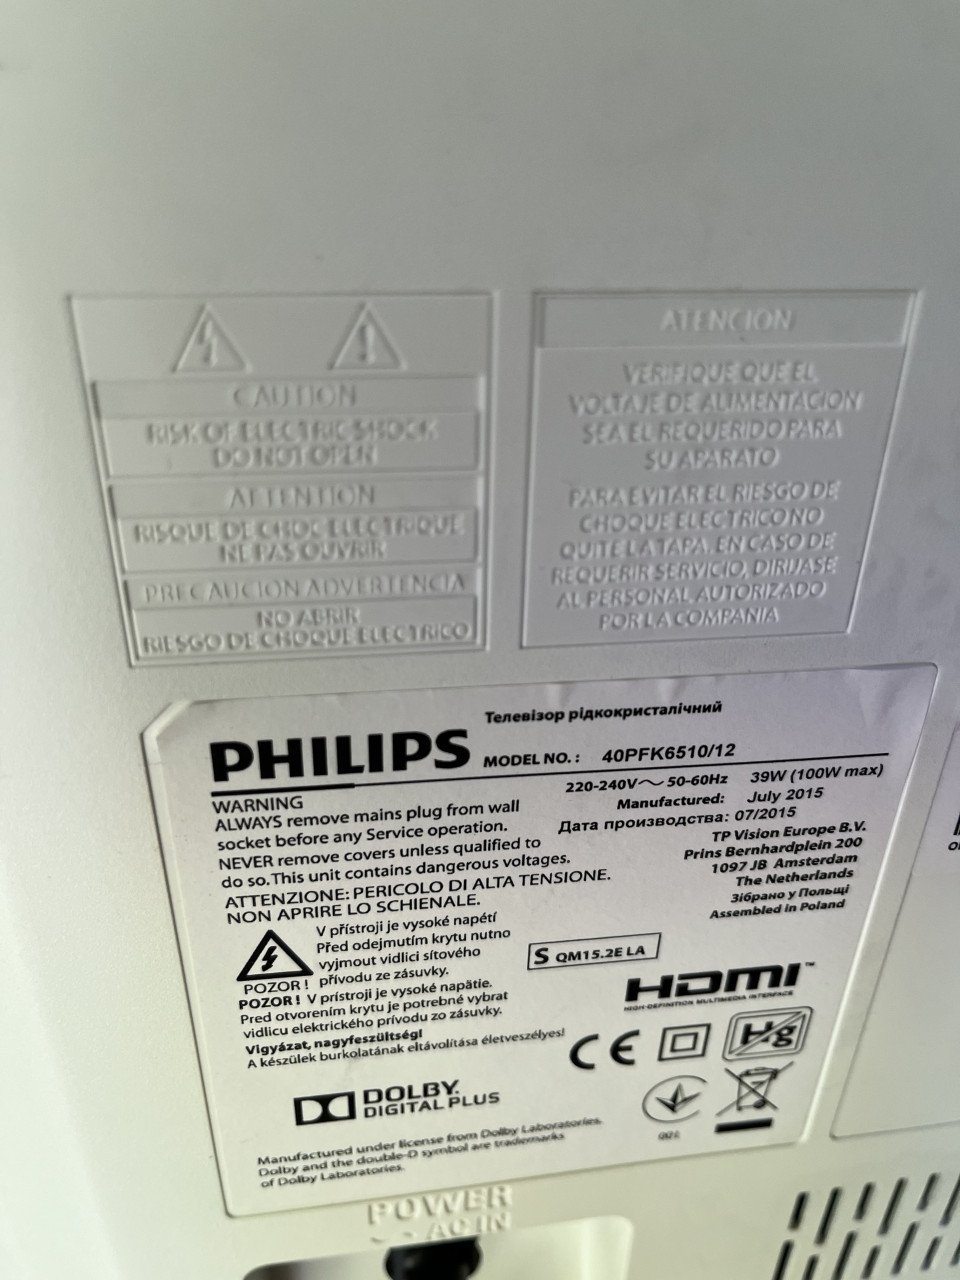 CAUTION
RISK OF ELECTRIC SHOCK
DO NOT OPEN
ATTENTION
RISQUE DE CHOC ELECTRIQUE
NE PAS OUVRIR
PRECAUCION ADVERTENCIA
NO ABRIR
RIESGO DE CHOQUE ELECTRICO
ATENCION
VERIFIQUE QUE EL
VOLTAJE DE ALIMENTACION
SEA EL REQUERIDO PARA
SU APARATO
PARA EVITAR EL RIESGO DE
CHOQUE ELECTRICO NO
QUITE LA TAPA. EN CASO DE
REQUERIR SERVICIO, DIRIJASE
AL PERSONAL AUTORIZADO
POR LA COMPANIA
Телевізор рідкокристалічний
PHILIPS MODEL NO.: 40PFK6510/12
220-240V～ 50-60Hz 39W (100W max)
Manufactured: July 2015
Дата производства: 07/2015
TP Vision Europe B.V.
Prins Bernhardplein 200
1097 JB Amsterdam
The Netherlands
Зібрано у Польщі
Assembled in Poland
WARNING
ALWAYS remove mains plug from wall
socket before any Service operation.
NEVER remove covers unless qualified to
do so. This unit contains dangerous voltages.
ATTENZIONE: PERICOLO DI ALTA TENSIONE.
NON APRIRE LO SCHIENALE.
V přístroji je vysoké napětí
Před odejmutím krytu nutno
vyjmout vidlici síťového
přívodu ze zásuvky.
POZOR !
POZOR ! V prístroji je vysoké napätie.
Pred otvorením krytu je potrebné vybrat
vidlicu elektrického prívodu zo zásuvky.
Vigyázat, nagyfeszültség!
A készülek burkolatának eltávolítása életveszélyes!
S QM15.2E LA
HDMI™
HIGH-DEFINITION MULTIMEDIA INTERFACE
CE
Hg
DOLBY.
DIGITAL PLUS
Manufactured under license from Dolby Laboratories.
Dolby and the double-D symbol are trademarks
of Dolby Laboratories.
POWER
AC IN